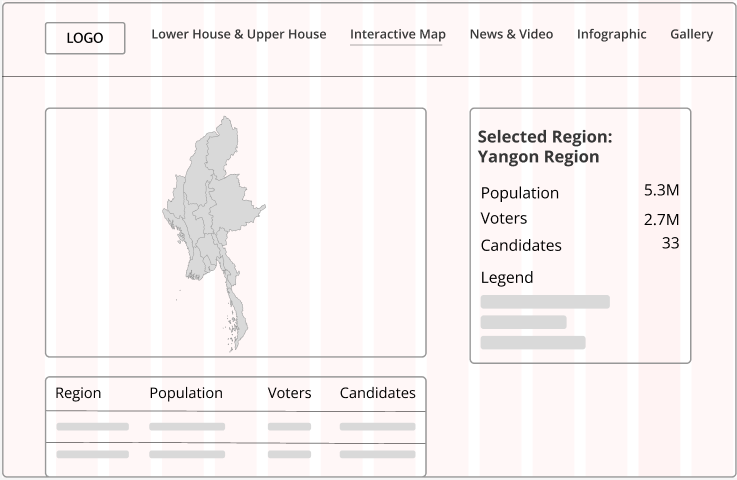 LOGO
Lower House & Upper House
Interactive Map
News & Video
Infographic
Gallery
Selected Region:
Yangon Region
Population 5.3M
Voters 2.7M
Candidates 33
Legend
Region Population Voters Candidates